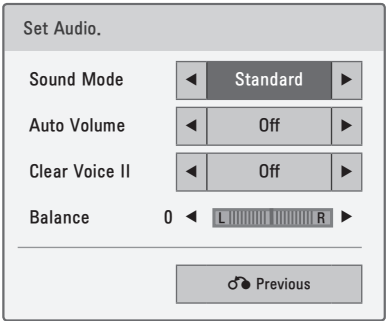 Set Audio.
Sound Mode ◀ Standard ▶
Auto Volume ◀ Off ▶
Clear Voice II ◀ Off ▶
Balance 0 ◀ L R ▶
Previous